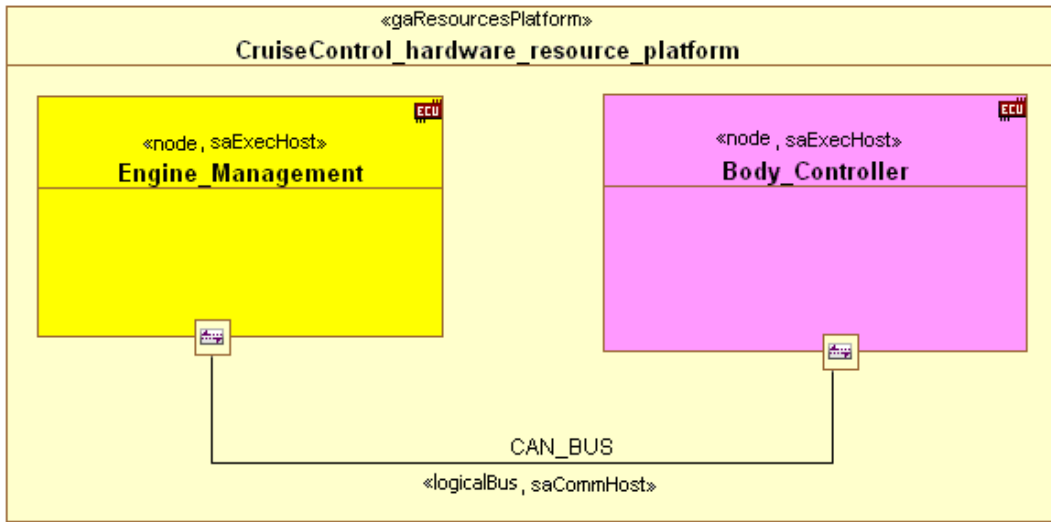 «gaResourcesPlatform»
CruiseControl_hardware_resource_platform
ECU
«node, saExecHost»
Engine_Management
ECU
«node, saExecHost»
Body_Controller
CAN_BUS
«logicalBus, saCommHost»